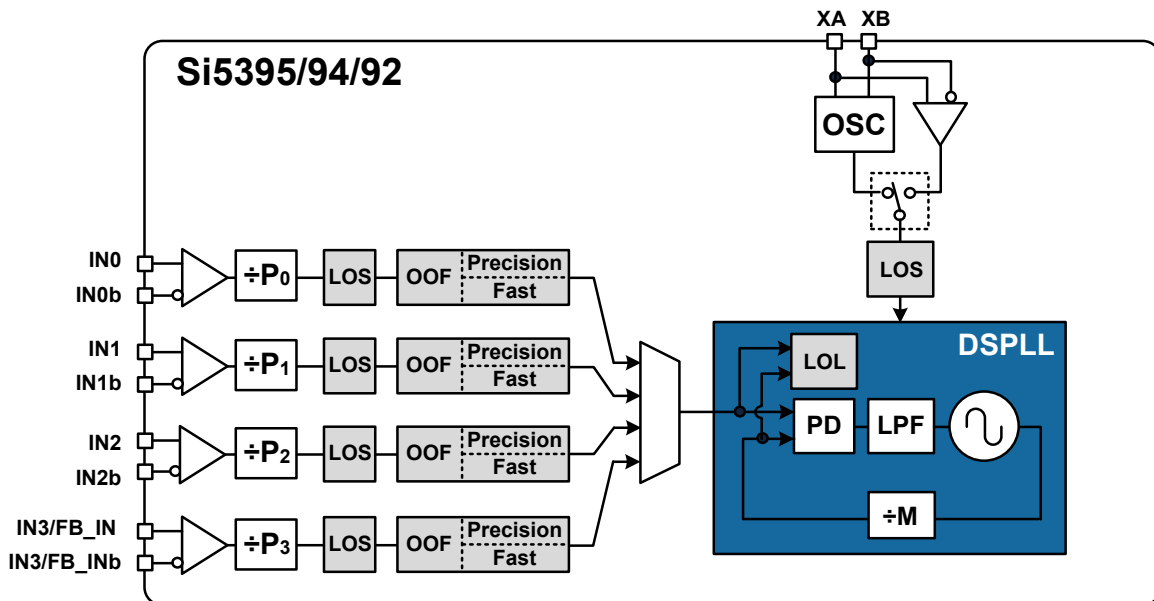 XA XB
Si5395/94/92
OSC
LOS
IN0
IN0b
÷P0
LOS
OOF
Precision
Fast
IN1
IN1b
÷P1
LOS
OOF
Precision
Fast
IN2
IN2b
÷P2
LOS
OOF
Precision
Fast
IN3/FB_IN
IN3/FB_INb
÷P3
LOS
OOF
Precision
Fast
DSPLL
LOL
PD
LPF
÷M